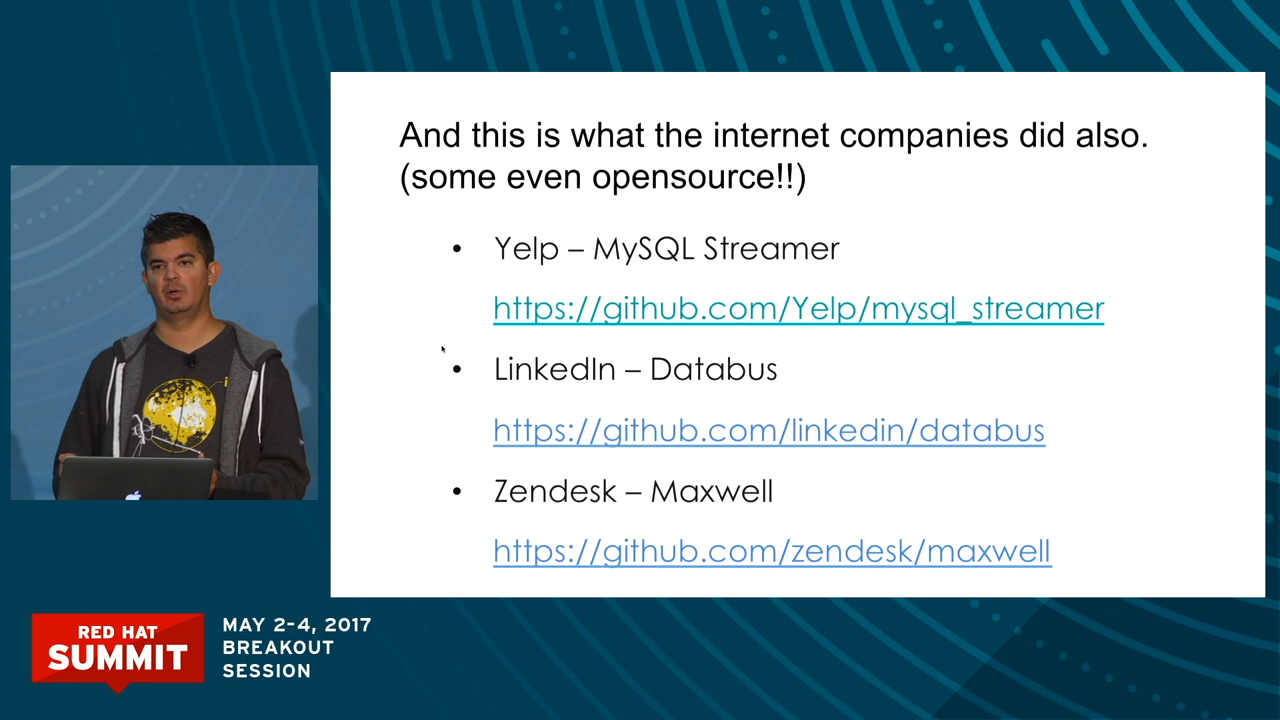 And this is what the internet companies did also.
(some even opensource!!)
• Yelp – MySQL Streamer
https://github.com/Yelp/mysql_streamer
• LinkedIn – Databus
https://github.com/linkedin/databus
• Zendesk – Maxwell
https://github.com/zendesk/maxwell
RED HAT
SUMMIT
MAY 2-4, 2017
BREAKOUT
SESSION